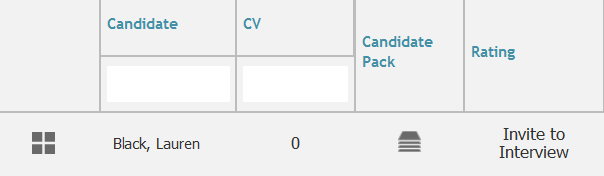 Candidate
CV
Candidate
Pack
Rating
Black, Lauren
0
Invite to
Interview